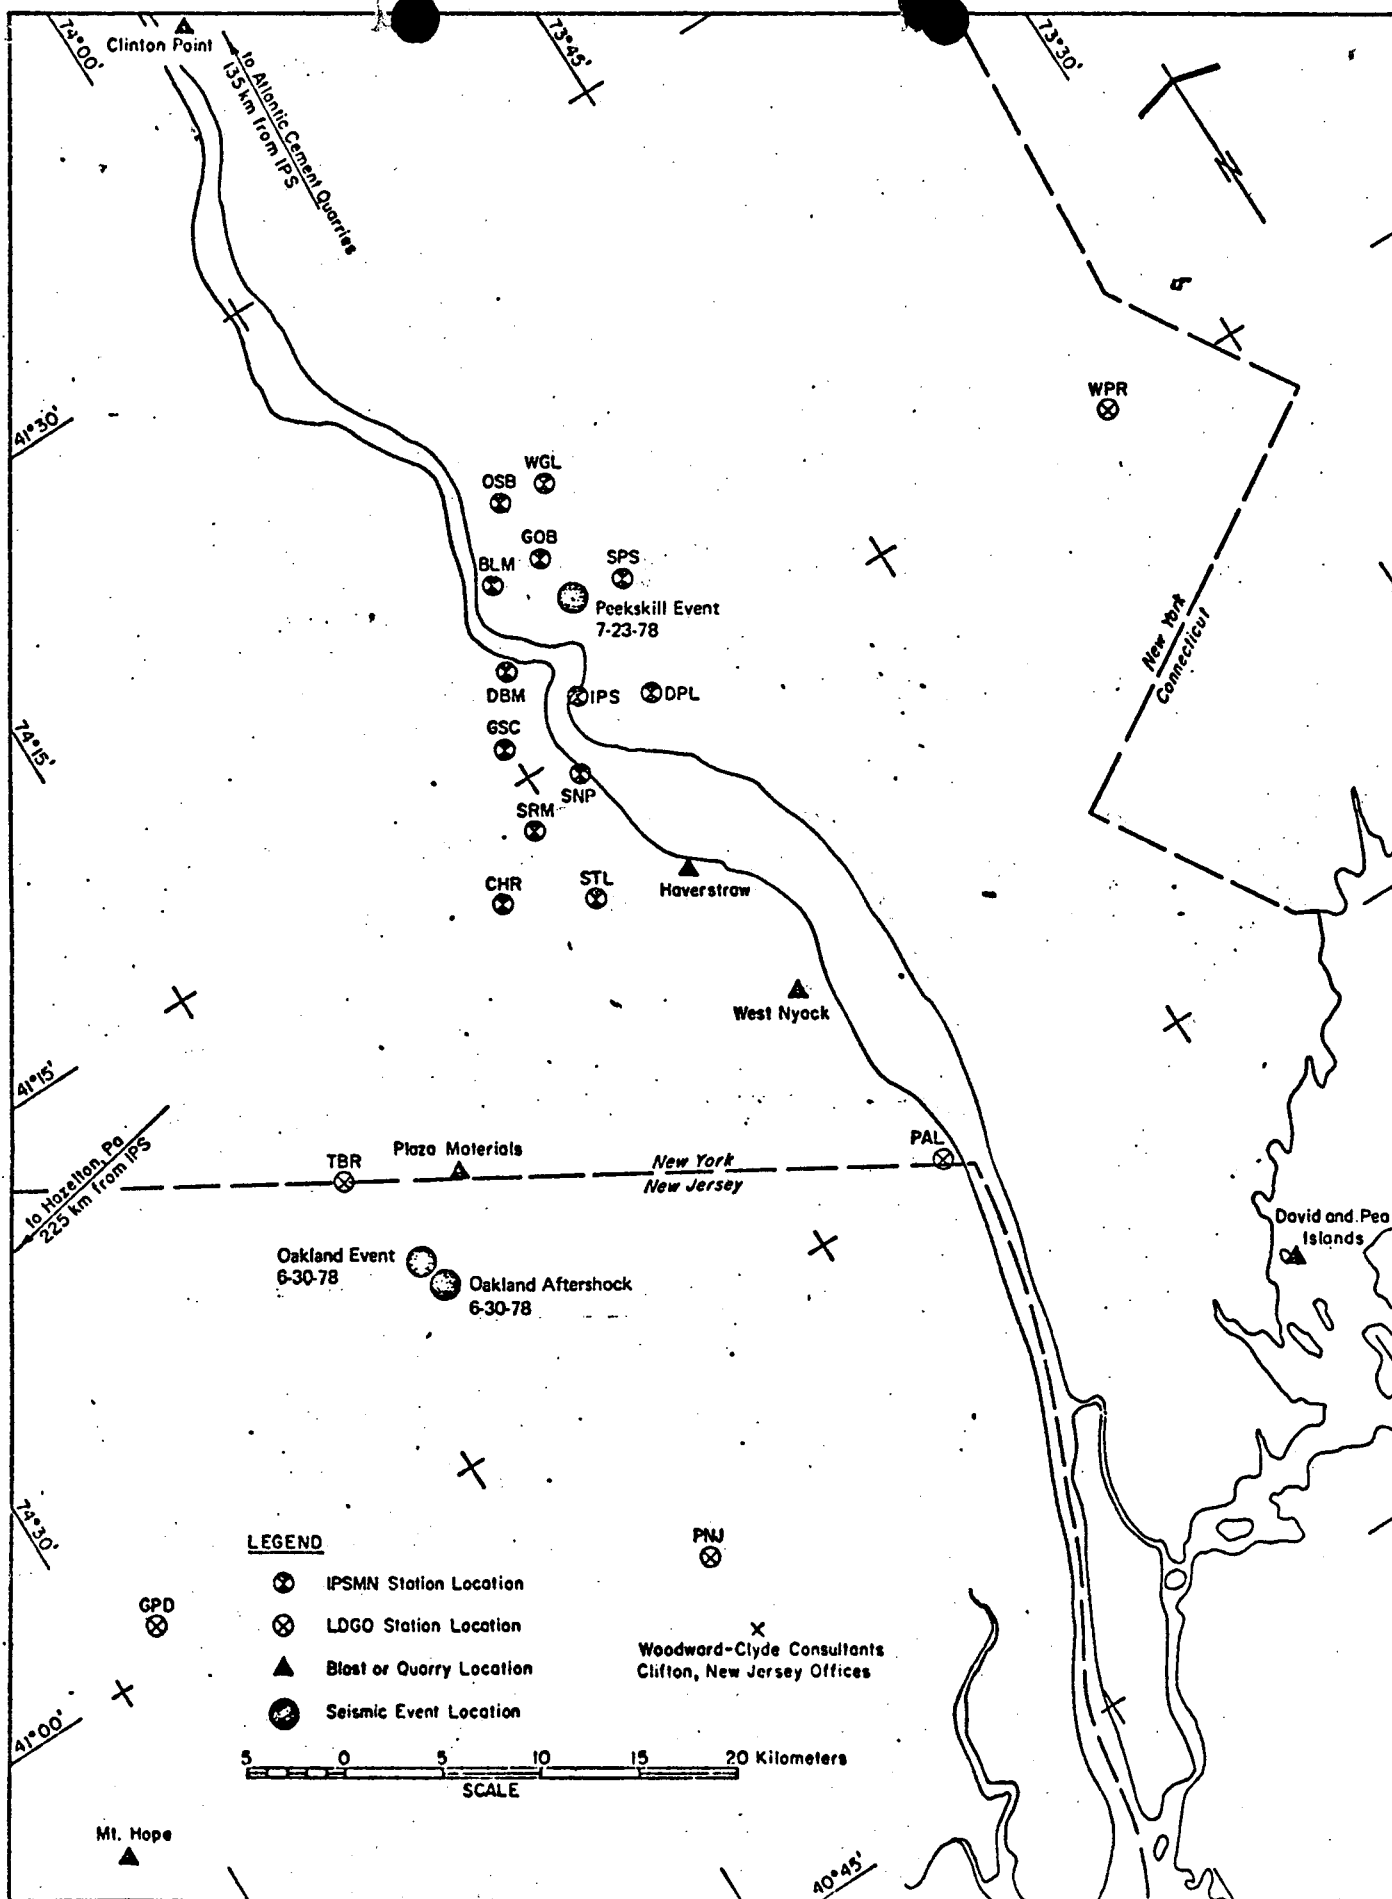 74°00'
Clinton Point
73°45'
73°30'
to Atlantic Cement Quarries
135 km from IPS
N
41°30'
WPR
WGL
OSB
GOB
SPS
BLM
Peekskill Event
7-23-78
New York
Connecticut
DBM
IPS
DPL
GSC
74°15'
SNP
SRM
Haverstraw
CHR
STL
West Nyack
41°15'
to Hazelton, Pa
225 km from IPS
TBR
Plaza Materials
New York
New Jersey
PAL
David and Pea
Islands
Oakland Event
6-30-78
Oakland Aftershock
6-30-78
74°30'
LEGEND
IPSMN Station Location
LDGO Station Location
Blast or Quarry Location
Seismic Event Location
PNJ
GPD
Woodward-Clyde Consultants
Clifton, New Jersey Offices
41°00'
5 0 5 10 15 20 Kilometers
SCALE
Mt. Hope
40°45'